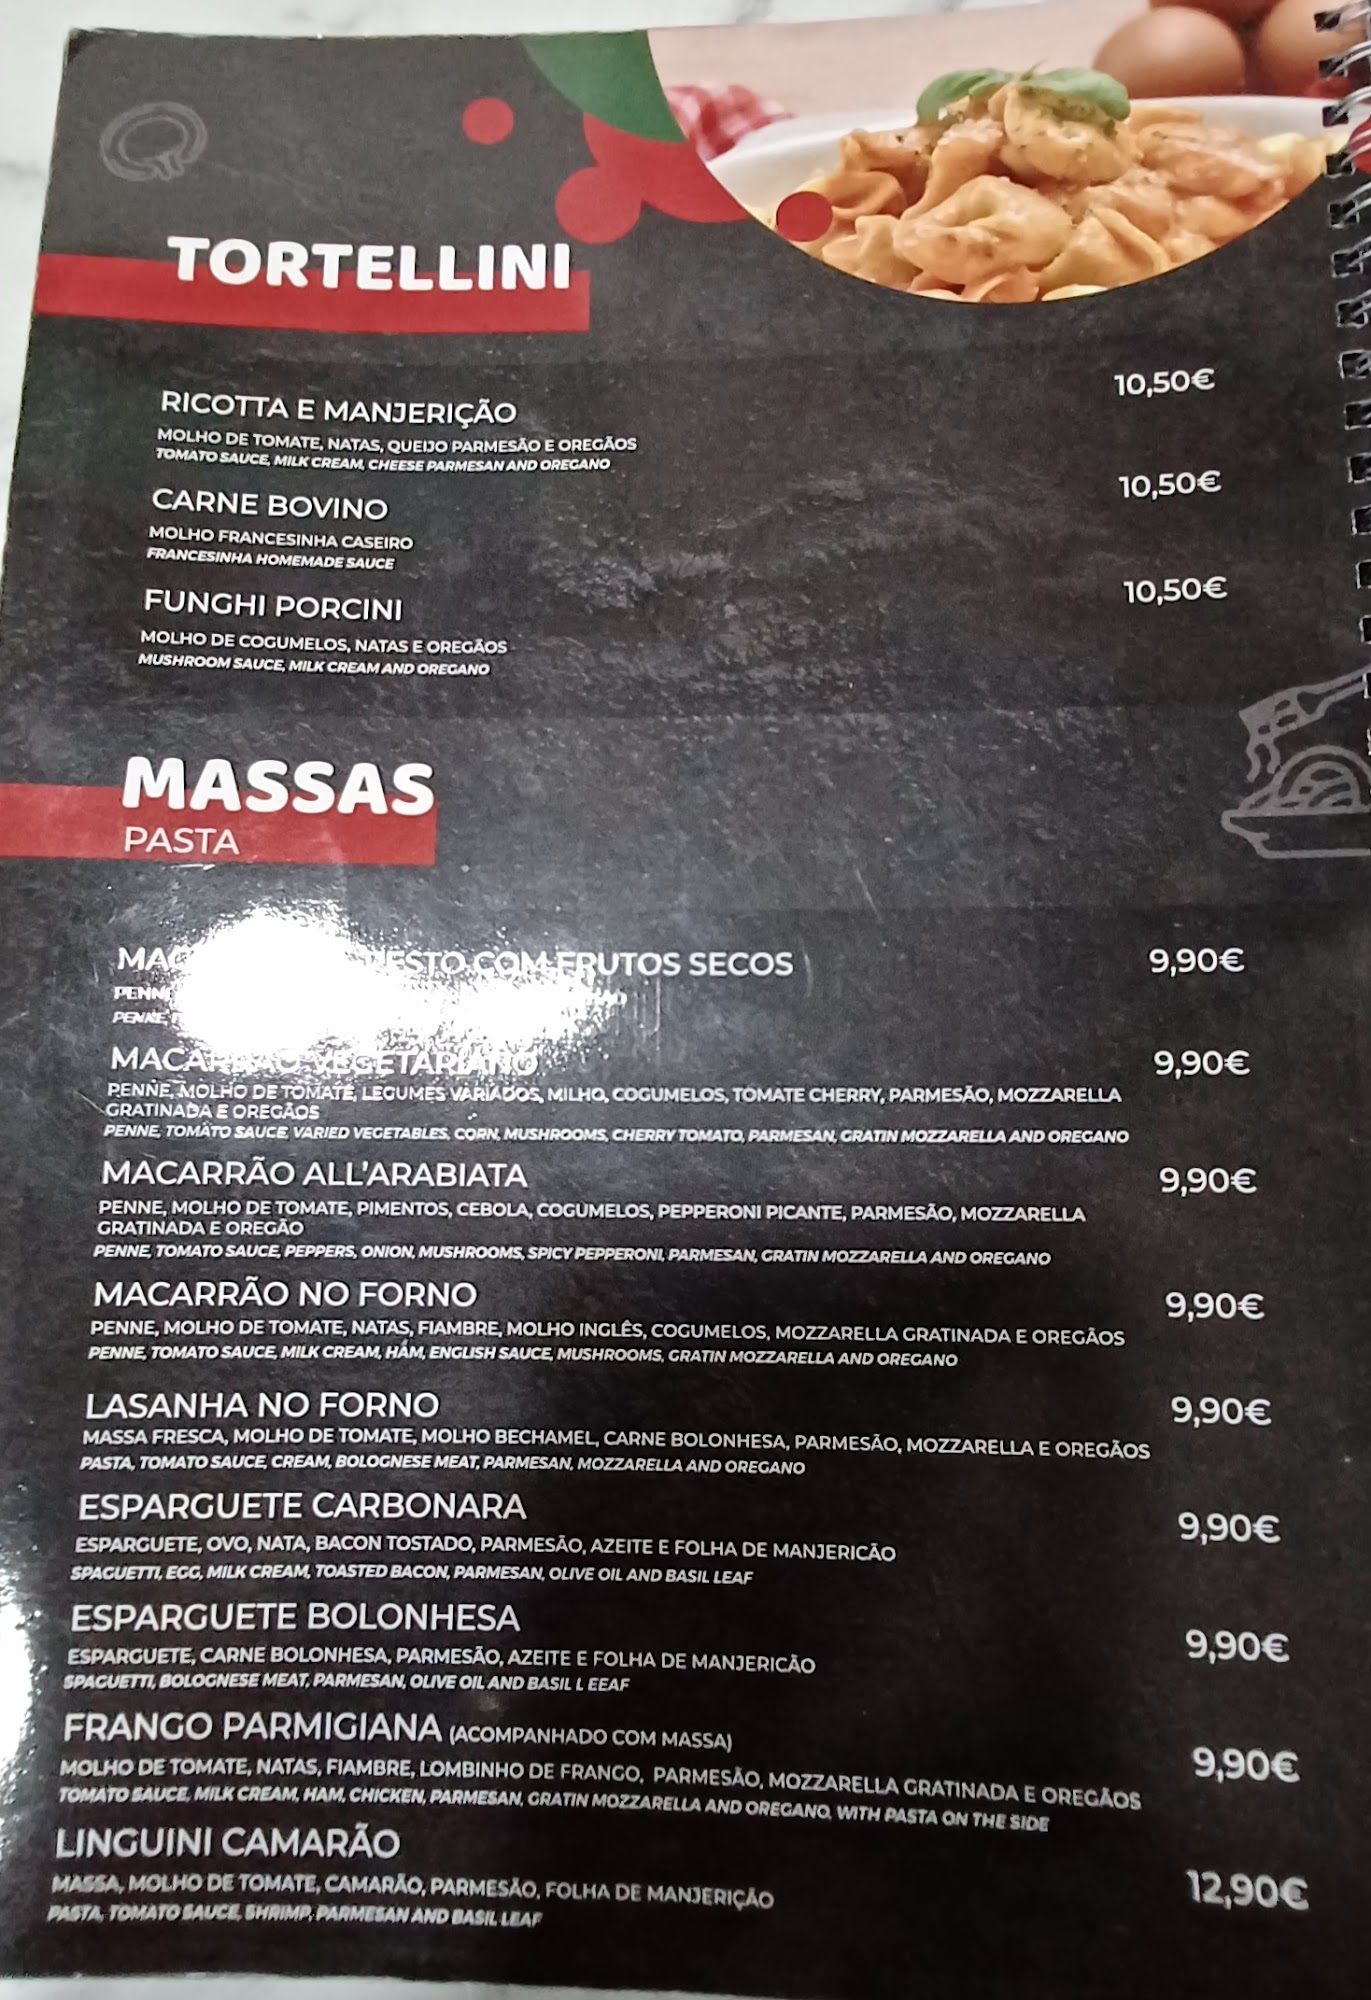 TORTELLINI
RICOTTA E MANJERIÇÃO 10,50€
MOLHO DE TOMATE, NATAS, QUEIJO PARMESÃO E OREGÃOS
TOMATO SAUCE, MILK CREAM, CHEESE PARMESAN AND OREGANO
CARNE BOVINO 10,50€
MOLHO FRANCESINHA CASEIRO
FRANCESINHA HOMEMADE SAUCE
FUNGHI PORCINI 10,50€
MOLHO DE COGUMELOS, NATAS E OREGÃOS
MUSHROOM SAUCE, MILK CREAM AND OREGANO
MASSAS
PASTA
COM FRUTOS SECOS 9,90€
PENNE,
MACARRÃO VEGETARIANO 9,90€
PENNE, MOLHO DE TOMATE, LEGUMES VARIADOS, MILHO, COGUMELOS, TOMATE CHERRY, PARMESÃO, MOZZARELLA
GRATINADA E OREGÃOS
PENNE, TOMATO SAUCE, VARIED VEGETABLES, CORN, MUSHROOMS, CHERRY TOMATO, PARMESAN, GRATIN MOZZARELLA AND OREGANO
MACARRÃO ALL'ARABIATA 9,90€
PENNE, MOLHO DE TOMATE, PIMENTOS, CEBOLA, COGUMELOS, PEPPERONI PICANTE, PARMESÃO, MOZZARELLA
GRATINADA E OREGÃO
PENNE, TOMATO SAUCE, PEPPERS, ONION, MUSHROOMS, SPICY PEPPERONI, PARMESAN, GRATIN MOZZARELLA AND OREGANO
MACARRÃO NO FORNO 9,90€
PENNE, MOLHO DE TOMATE, NATAS, FIAMBRE, MOLHO INGLÊS, COGUMELOS, MOZZARELLA GRATINADA E OREGÃOS
PENNE, TOMATO SAUCE, MILK CREAM, HAM, ENGLISH SAUCE, MUSHROOMS, GRATIN MOZZARELLA AND OREGANO
LASANHA NO FORNO 9,90€
MASSA FRESCA, MOLHO DE TOMATE, MOLHO BECHAMEL, CARNE BOLONHESA, PARMESÃO, MOZZARELLA E OREGÃOS
PASTA, TOMATO SAUCE, CREAM, BOLOGNESE MEAT, PARMESAN, MOZZARELLA AND OREGANO
ESPARGUETE CARBONARA 9,90€
ESPARGUETE, OVO, NATA, BACON TOSTADO, PARMESÃO, AZEITE E FOLHA DE MANJERICÃO
SPAGUETTI, EGG, MILK CREAM, TOASTED BACON, PARMESAN, OLIVE OIL AND BASIL LEAF
ESPARGUETE BOLONHESA 9,90€
ESPARGUETE, CARNE BOLONHESA, PARMESÃO, AZEITE E FOLHA DE MANJERICÃO
SPAGUETTI, BOLOGNESE MEAT, PARMESAN, OLIVE OIL AND BASIL L EEAF
FRANGO PARMIGIANA (ACOMPANHADO COM MASSA) 9,90€
MOLHO DE TOMATE, NATAS, FIAMBRE, LOMBINHO DE FRANGO, PARMESÃO, MOZZARELLA GRATINADA E OREGÃOS
TOMATO SAUCE, MILK CREAM, HAM, CHICKEN, PARMESAN, GRATIN MOZZARELLA AND OREGANO, WITH PASTA ON THE SIDE
LINGUINI CAMARÃO 12,90€
MASSA, MOLHO DE TOMATE, CAMARÃO, PARMESÃO, FOLHA DE MANJERIÇÃO
PASTA, TOMATO SAUCE, SHRIMP, PARMESAN AND BASIL LEAF